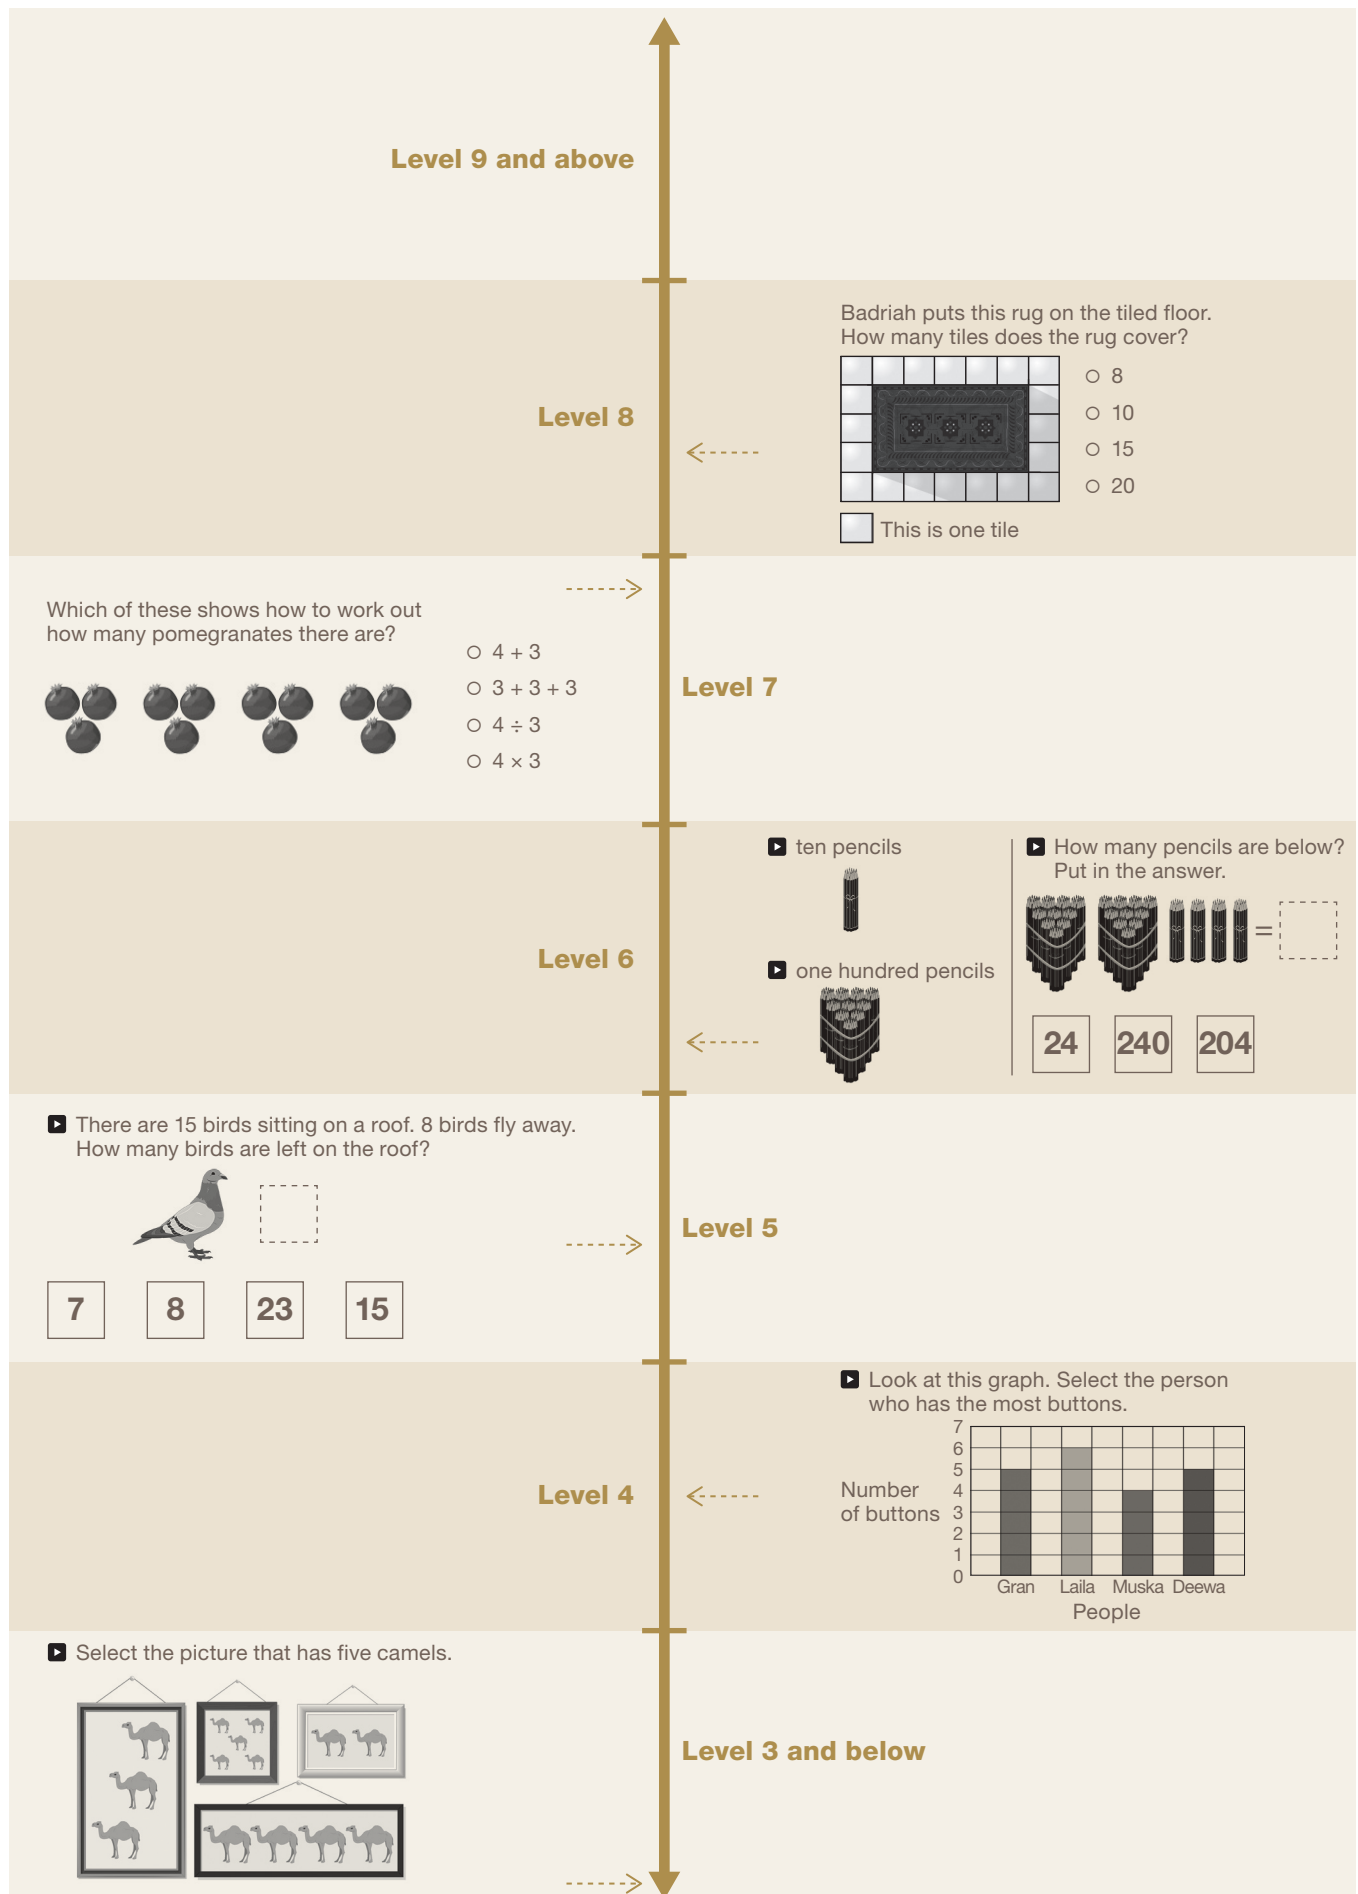 Level 9 and above
Level 8
Badriah puts this rug on the tiled floor.
How many tiles does the rug cover?
8
10
15
20
This is one tile
Which of these shows how to work out
how many pomegranates there are?
4 + 3
3 + 3 + 3
4 ÷ 3
4 × 3
Level 7
Level 6
ten pencils
one hundred pencils
How many pencils are below?
Put in the answer.
=
24 240 204
There are 15 birds sitting on a roof. 8 birds fly away.
How many birds are left on the roof?
7 8 23 15
Level 5
Level 4
Look at this graph. Select the person
who has the most buttons.
7
6
5
4
3
2
1
0
Number
of buttons
Gran Laila Muska Deewa
People
Select the picture that has five camels.
Level 3 and below